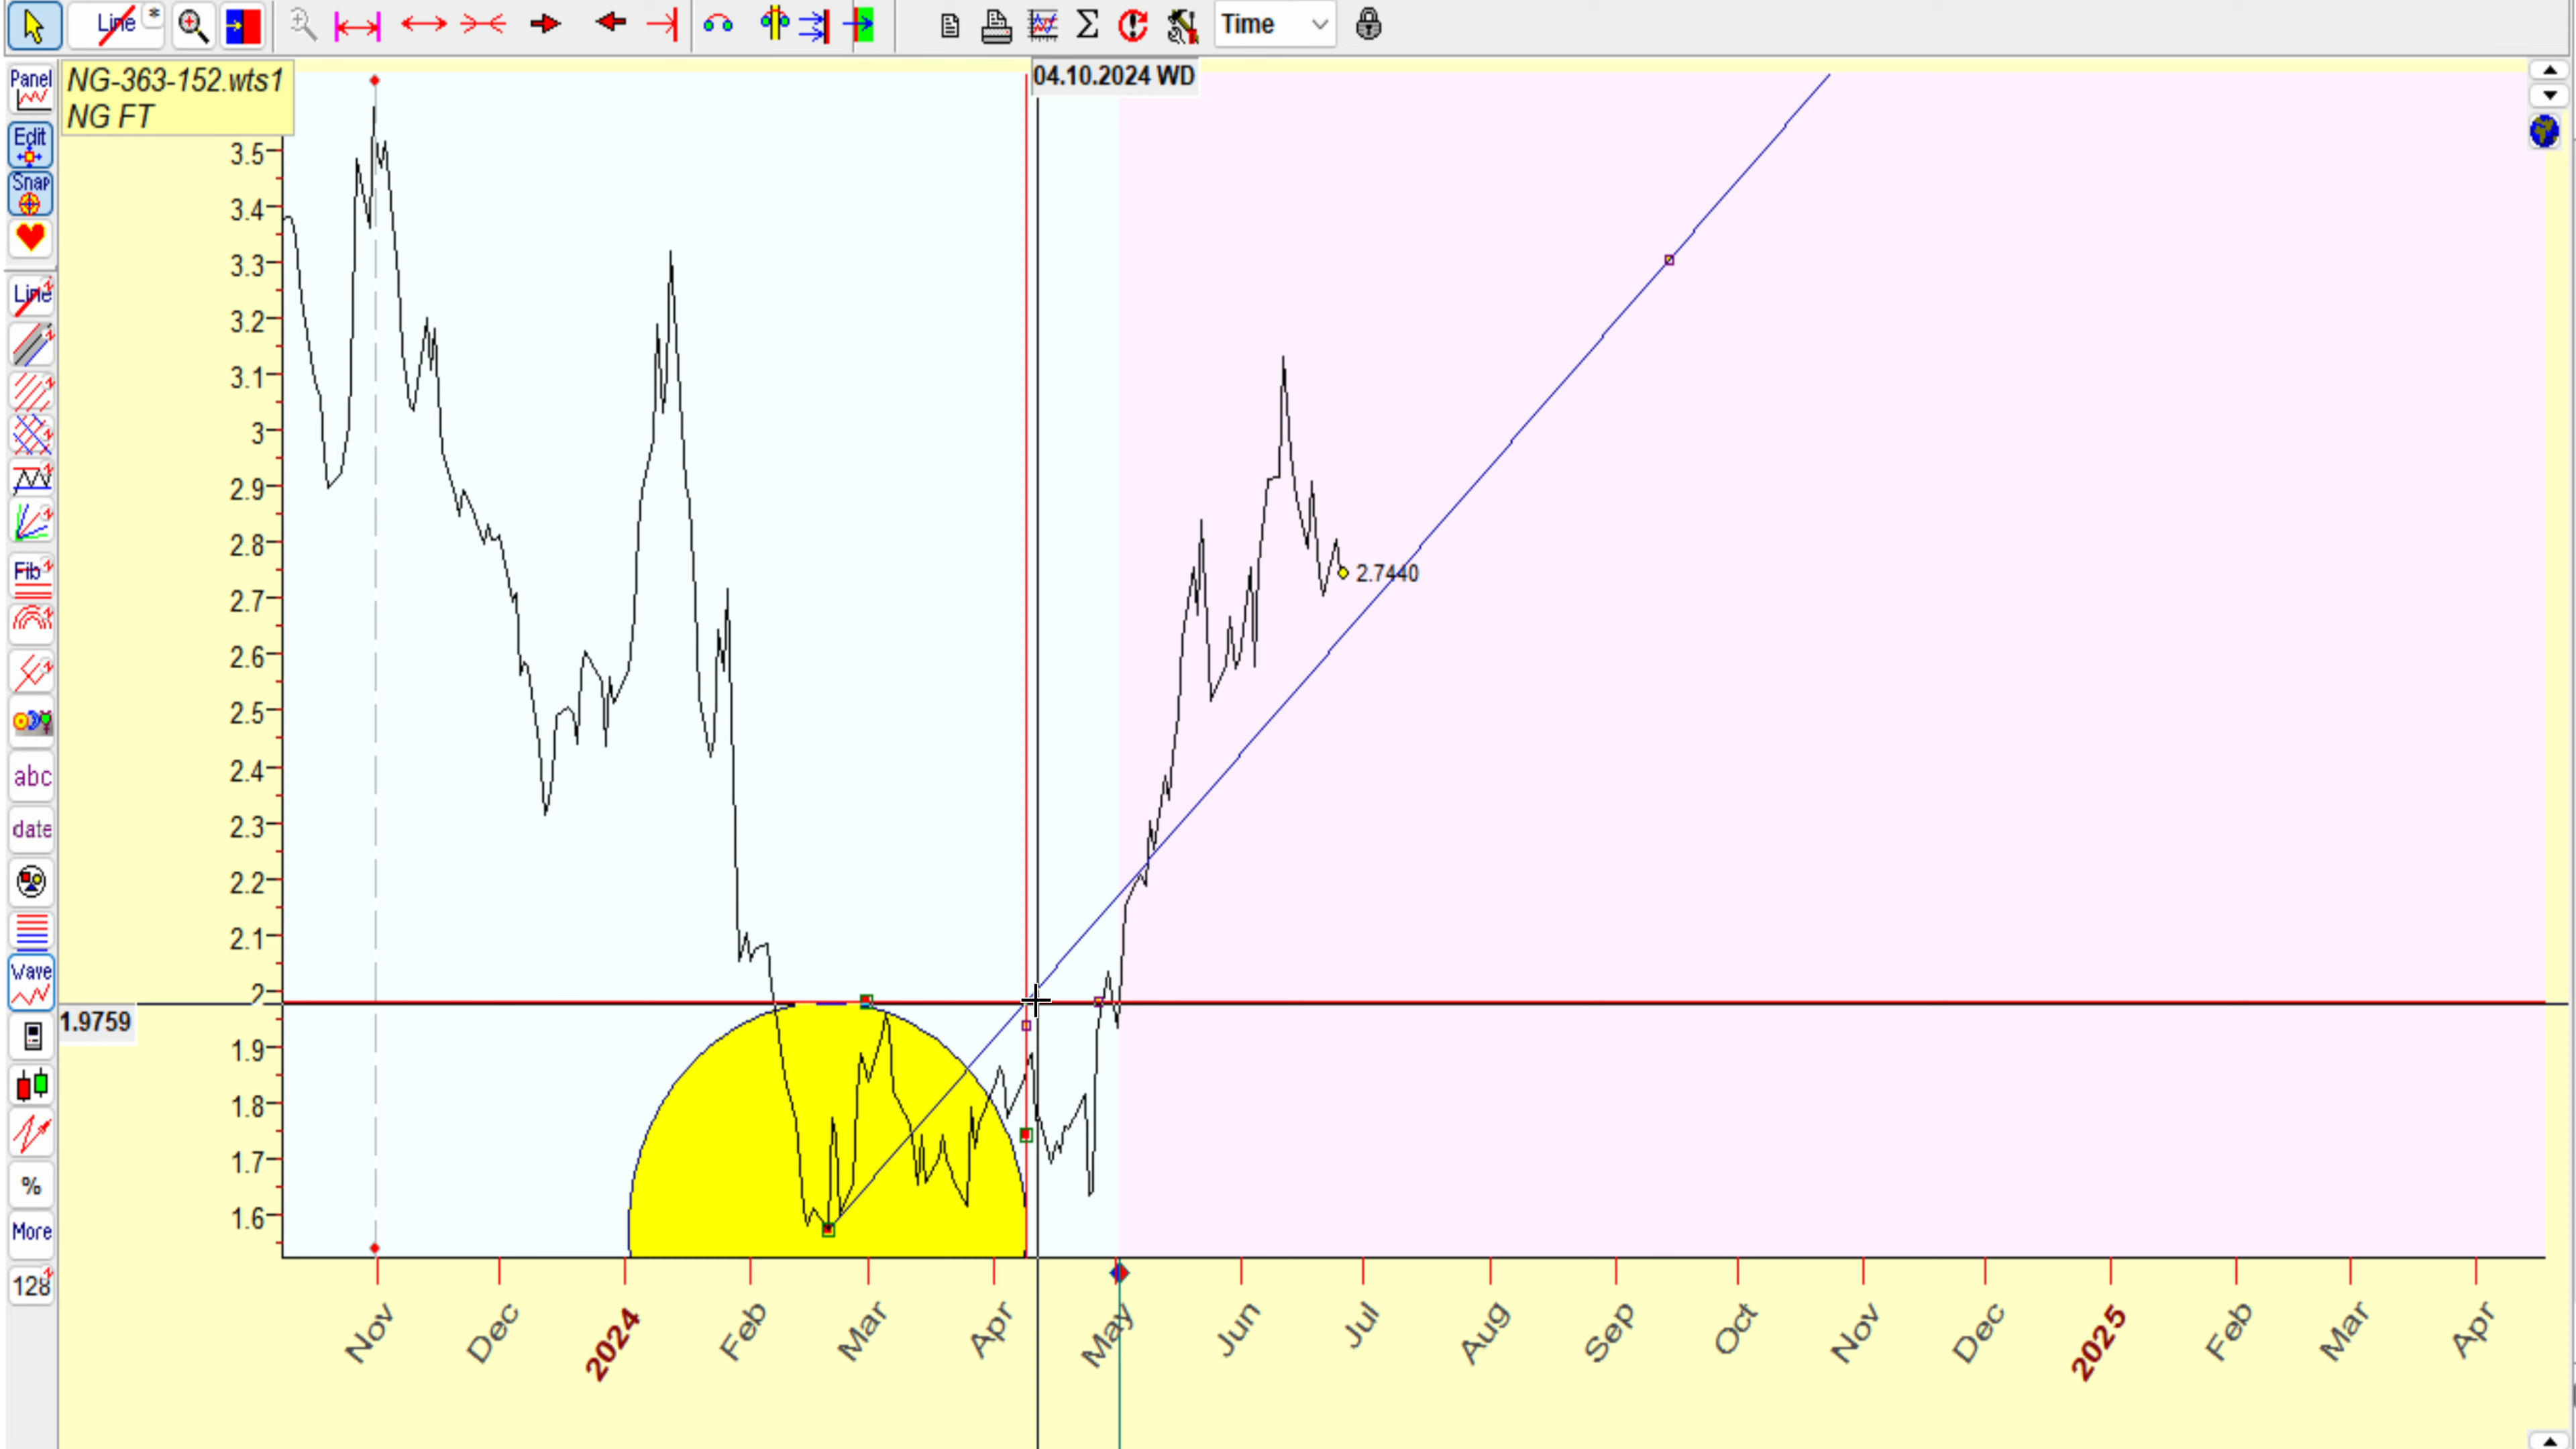 Line *
Time
04.10.2024 WD
Panel
NG-363-152.wts1
NG FT
Edit
Snap
Line
Fib
abc
date
Wave
%
More
128
3.5
3.4
3.3
3.2
3.1
3
2.9
2.8
2.7
2.6
2.5
2.4
2.3
2.2
2.1
2
1.9759
1.9
1.8
1.7
1.6
2.7440
Nov Dec 2024 Feb Mar Apr May Jun Jul Aug Sep Oct Nov Dec 2025 Feb Mar Apr